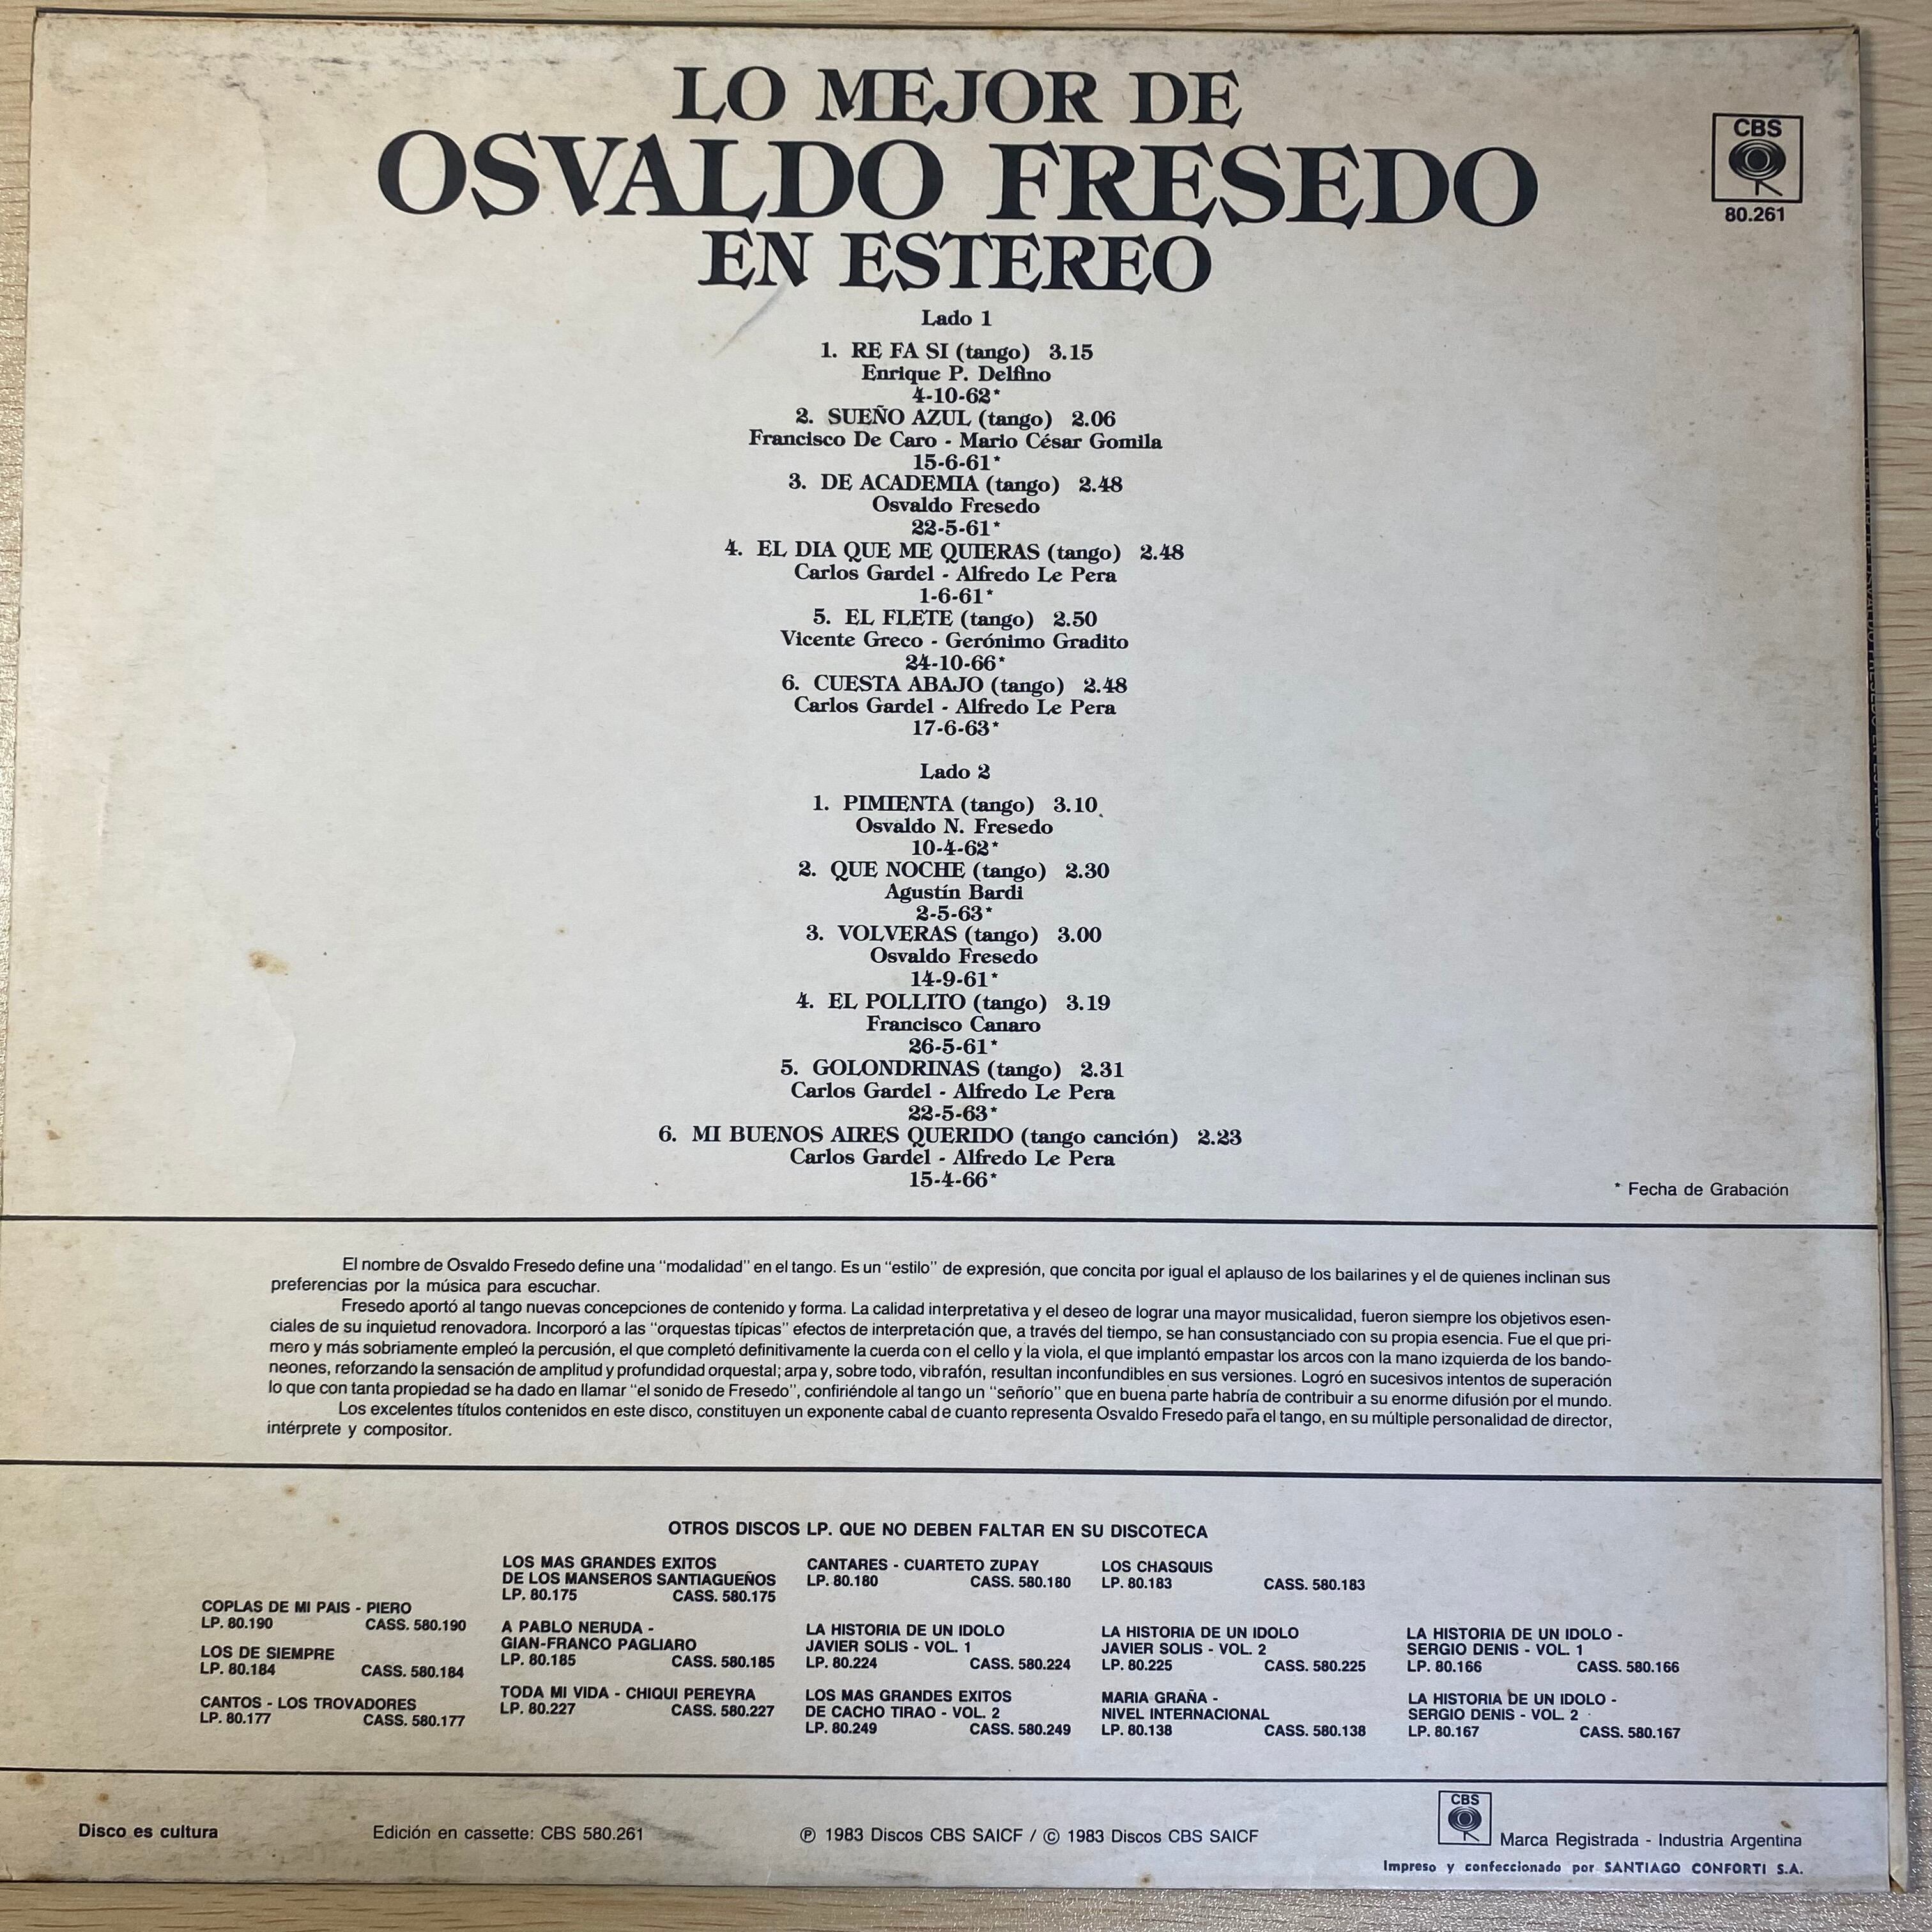 LO MEJOR DE
OSVALDO FRESEDO
EN ESTEREO
CBS
80.261
Lado 1
1. RE FA SI (tango) 3.15
Enrique P. Delfino
4-10-62*
2. SUEÑO AZUL (tango) 2.06
Francisco De Caro - Mario César Gomila
15-6-61*
3. DE ACADEMIA (tango) 2.48
Osvaldo Fresedo
22-5-61*
4. EL DIA QUE ME QUIERAS (tango) 2.48
Carlos Gardel - Alfredo Le Pera
1-6-61*
5. EL FLETE (tango) 2.50
Vicente Greco - Gerónimo Gradito
24-10-66*
6. CUESTA ABAJO (tango) 2.48
Carlos Gardel - Alfredo Le Pera
17-6-63*
Lado 2
1. PIMIENTA (tango) 3.10
Osvaldo N. Fresedo
10-4-62*
2. QUE NOCHE (tango) 2.30
Agustín Bardi
2-5-63*
3. VOLVERAS (tango) 3.00
Osvaldo Fresedo
14-9-61*
4. EL POLLITO (tango) 3.19
Francisco Canaro
26-5-61*
5. GOLONDRINAS (tango) 2.31
Carlos Gardel - Alfredo Le Pera
22-5-63*
6. MI BUENOS AIRES QUERIDO (tango canción) 2.23
Carlos Gardel - Alfredo Le Pera
15-4-66*
* Fecha de Grabación
El nombre de Osvaldo Fresedo define una "modalidad" en el tango. Es un "estilo" de expresión, que concita por igual el aplauso de los bailarines y el de quienes inclinan sus
preferencias por la música para escuchar.
Fresedo aportó al tango nuevas concepciones de contenido y forma. La calidad interpretativa y el deseo de lograr una mayor musicalidad, fueron siempre los objetivos esen-
ciales de su inquietud renovadora. Incorporó a las "orquestas típicas" efectos de interpretación que, a través del tiempo, se han consustanciado con su propia esencia. Fue el que pri-
mero y más sobriamente empleó la percusión, el que completó definitivamente la cuerda con el cello y la viola, el que implantó empastar los arcos con la mano izquierda de los bando-
neones, reforzando la sensación de amplitud y profundidad orquestal; arpa y, sobre todo, vibrafón, resultan inconfundibles en sus versiones. Logró en sucesivos intentos de superación
lo que con tanta propiedad se ha dado en llamar "el sonido de Fresedo", confiriéndole al tango un "señorío" que en buena parte habría de contribuir a su enorme difusión por el mundo.
Los excelentes títulos contenidos en este disco, constituyen un exponente cabal de cuanto representa Osvaldo Fresedo para el tango, en su múltiple personalidad de director,
intérprete y compositor.
OTROS DISCOS LP. QUE NO DEBEN FALTAR EN SU DISCOTECA
COPLAS DE MI PAIS - PIERO
LP. 80.190 CASS. 580.190
LOS DE SIEMPRE
LP. 80.184 CASS. 580.184
CANTOS - LOS TROVADORES
LP. 80.177 CASS. 580.177
LOS MAS GRANDES EXITOS
DE LOS MANSEROS SANTIAGUEÑOS
LP. 80.175 CASS. 580.175
A PABLO NERUDA -
GIAN-FRANCO PAGLIARO
LP. 80.185 CASS. 580.185
TODA MI VIDA - CHIQUI PEREYRA
LP. 80.227 CASS. 580.227
CANTARES - CUARTETO ZUPAY
LP. 80.180 CASS. 580.180
LA HISTORIA DE UN IDOLO
JAVIER SOLIS - VOL. 1
LP. 80.224 CASS. 580.224
LOS MAS GRANDES EXITOS
DE CACHO TIRAO - VOL. 2
LP. 80.249 CASS. 580.249
LOS CHASQUIS
LP. 80.183 CASS. 580.183
LA HISTORIA DE UN IDOLO
JAVIER SOLIS - VOL. 2
LP. 80.225 CASS. 580.225
MARIA GRAÑA -
NIVEL INTERNACIONAL
LP. 80.138 CASS. 580.138
LA HISTORIA DE UN IDOLO -
SERGIO DENIS - VOL. 1
LP. 80.166 CASS. 580.166
LA HISTORIA DE UN IDOLO -
SERGIO DENIS - VOL. 2
LP. 80.167 CASS. 580.167
Disco es cultura
Edición en cassette: CBS 580.261
℗ 1983 Discos CBS SAICF / © 1983 Discos CBS SAICF
CBS
Marca Registrada - Industria Argentina
Impreso y confeccionado por SANTIAGO CONFORTI S.A.